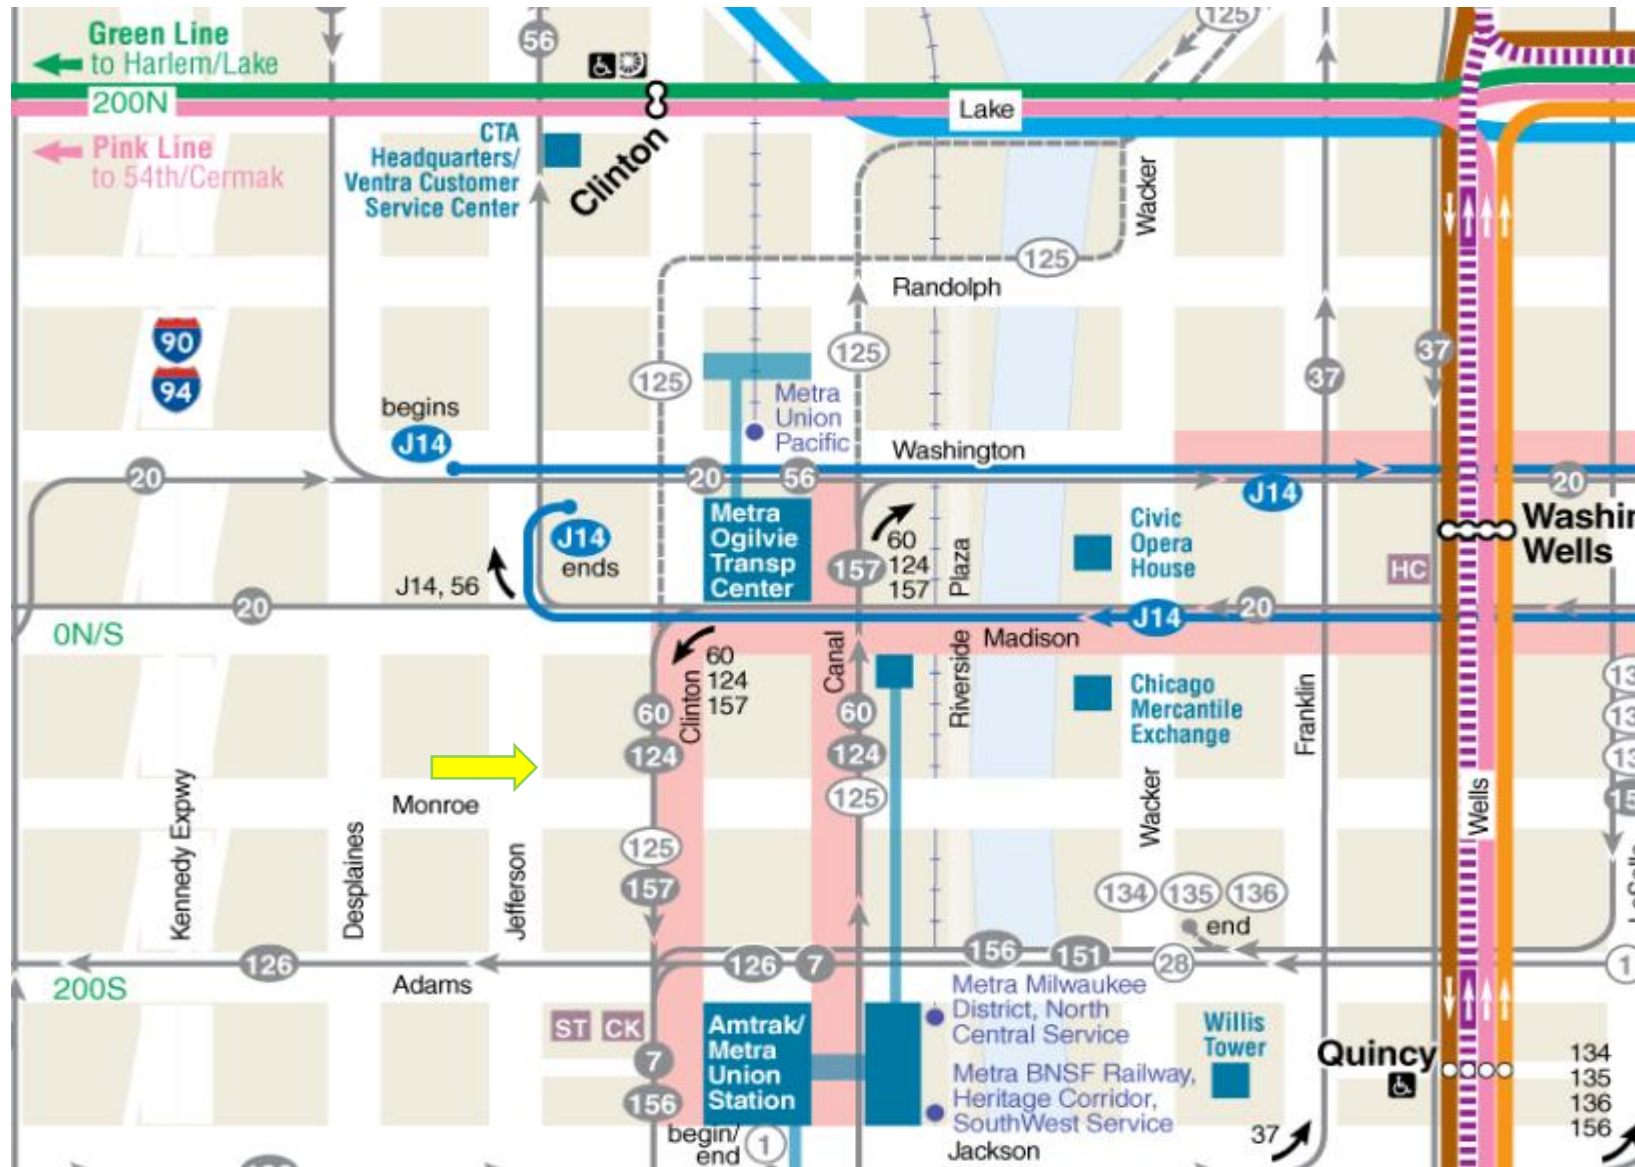 Green Line
to Harlem/Lake
200N
Pink Line
to 54th/Cermak
56
125
Lake
Clinton
CTA
Headquarters/
Ventra Customer
Service Center
Wacker
125
Randolph
90
94
125
125
37
37
begins
J14
Metra
Union
Pacific
Washington
20
20
56
J14
20
Metra
Ogilvie
Transp
Center
J14
ends
J14, 56
157
60
124
157
Plaza
Civic
Opera
House
HC
Wells
20
J14
20
0N/S
Madison
60
124
157
Clinton
Canal
Riverside
60
124
60
124
125
Chicago
Mercantile
Exchange
Franklin
Monroe
Kennedy Expwy
Desplaines
Jefferson
Wacker
Wells
125
157
134
135
136
end
126
126
7
156
151
28
200S
Adams
ST
CK
7
156
Amtrak/
Metra
Union
Station
Metra Milwaukee
District, North
Central Service
Metra BNSF Railway,
Heritage Corridor,
SouthWest Service
Willis
Tower
Quincy
134
135
136
156
begin/
end
1
Jackson
37